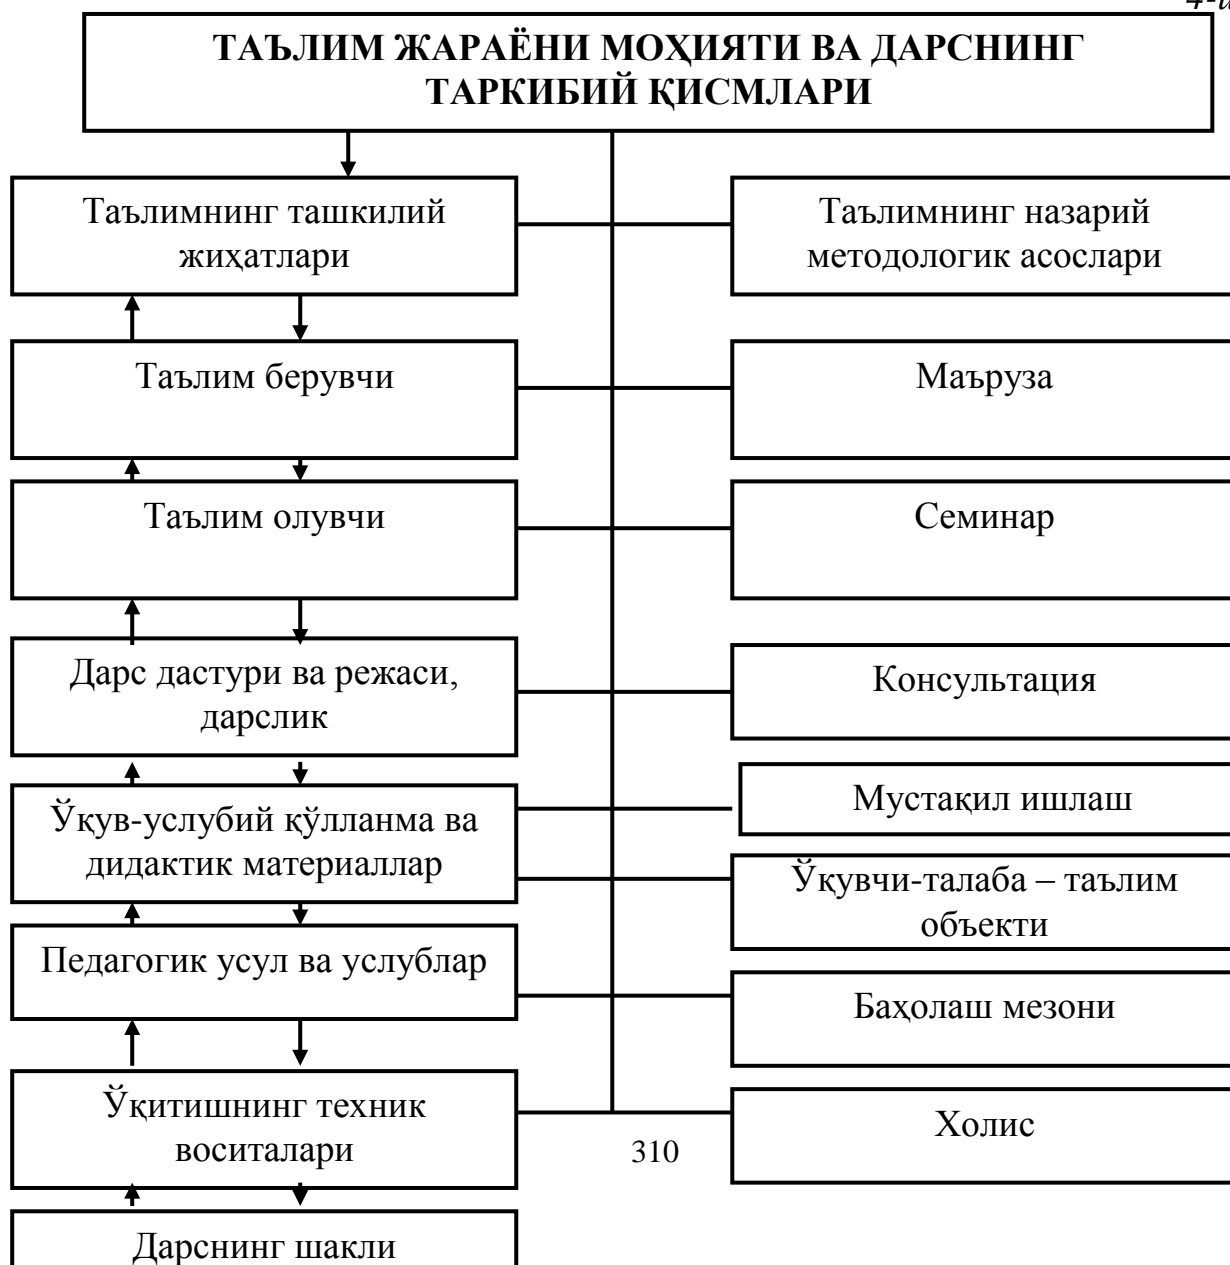 ТАЪЛИМ ЖАРАЁНИ МОҲИЯТИ ВА ДАРСНИНГ
ТАРКИБИЙ ҚИСМЛАРИ
Таълимнинг ташкилий
жиҳатлари
Таълимнинг назарий
методологик асослари
Таълим берувчи
Маъруза
Таълим олувчи
Семинар
Дарс дастури ва режаси,
дарслик
Консультация
Ўқув-услубий қўлланма ва
дидактик материаллар
Мустақил ишлаш
Ўқувчи-талаба – таълим
объекти
Педагогик усул ва услублар
Баҳолаш мезони
Ўқитишнинг техник
воситалари
Холис
310
Дарснинг шакли